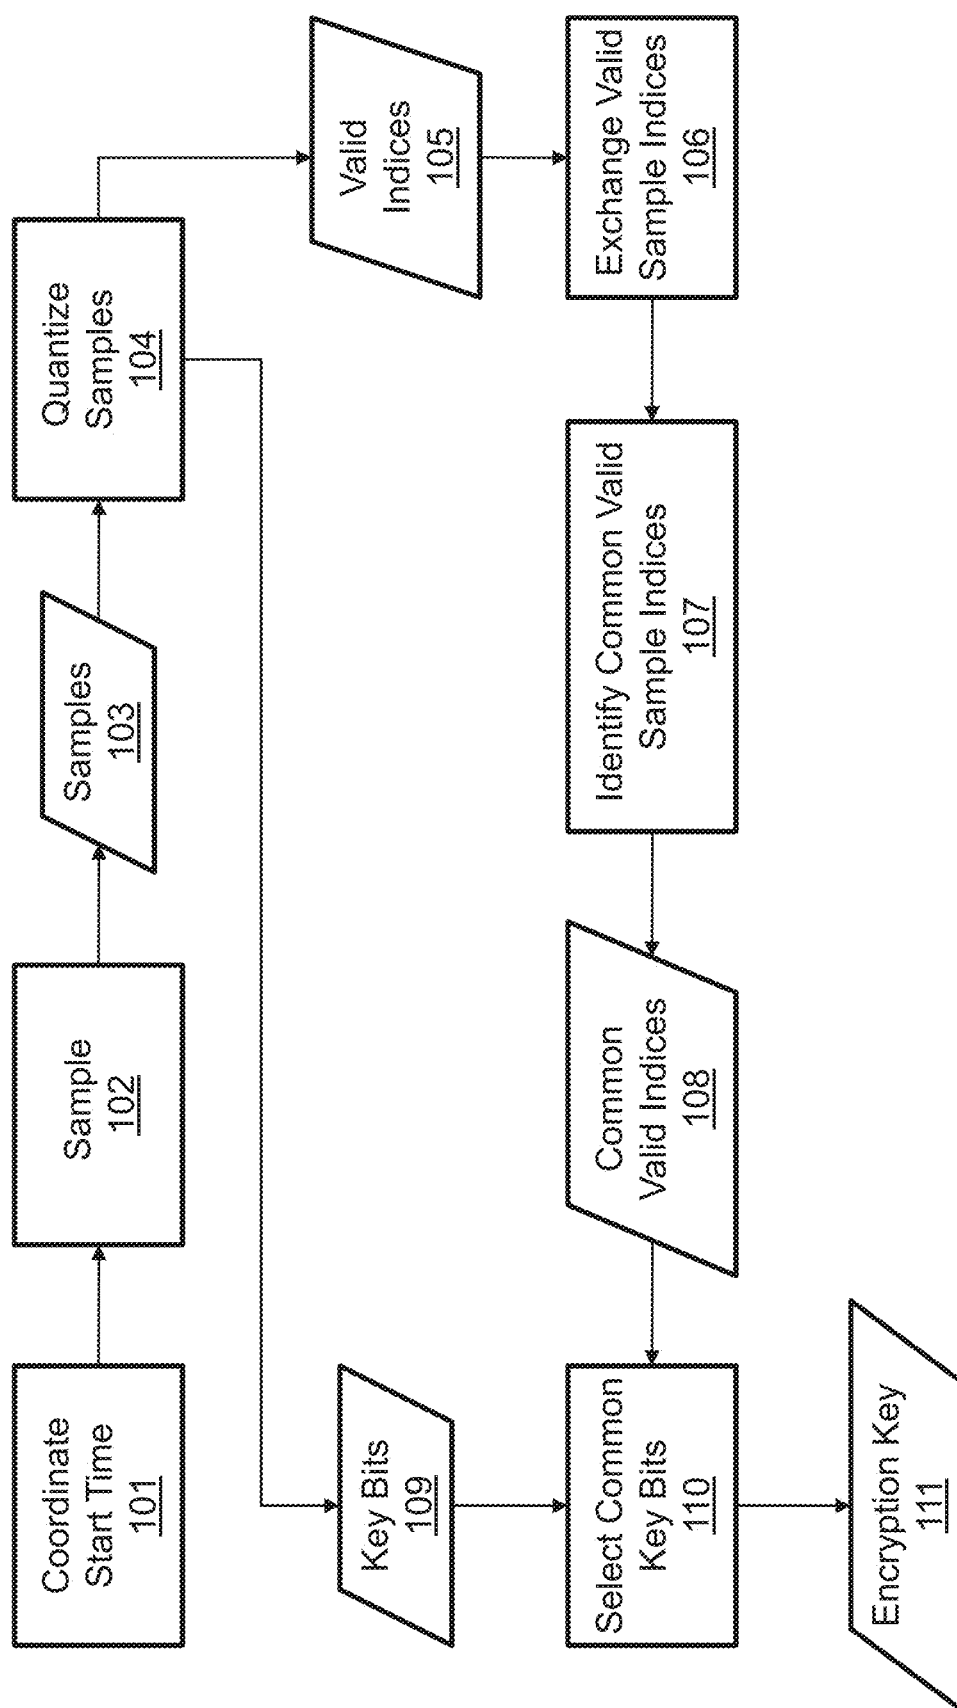 Coordinate
Start Time
101
Sample
102
Samples
103
Quantize
Samples
104
Valid
Indices
105
Exchange Valid
Sample Indices
106
Identify Common Valid
Sample Indices
107
Common
Valid Indices
108
Key Bits
109
Select Common
Key Bits
110
Encryption Key
111